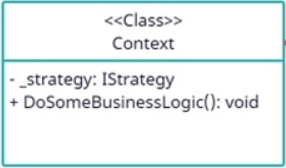 <<Class>>
Context
- _strategy: IStrategy
+ DoSomeBusinessLogic(): void